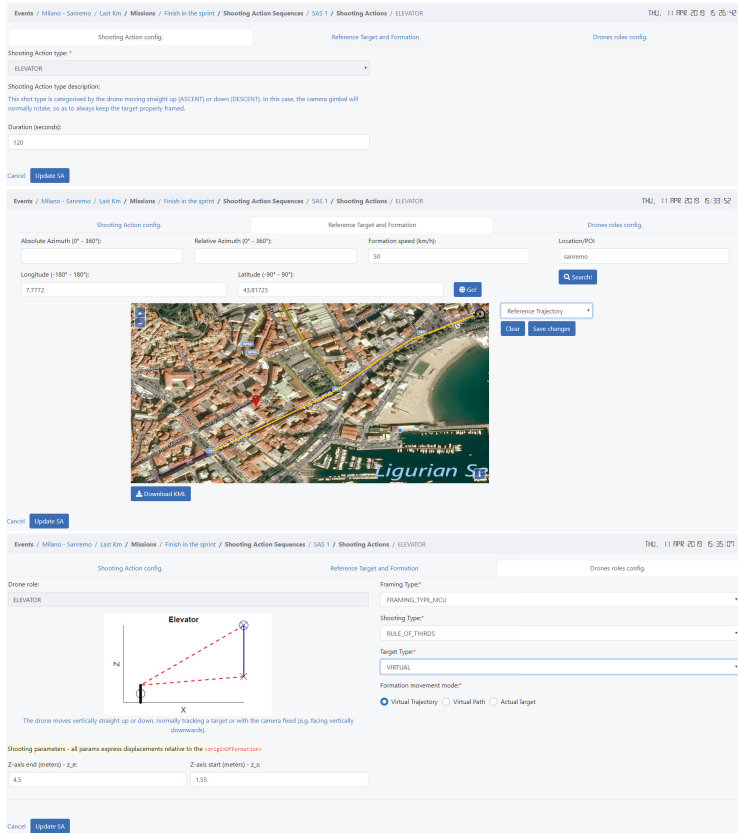 Events / Milano - Sanremo / Last Km / Missions / Finish in the sprint / Shooting Action Sequences / SAS 1 / Shooting Actions / ELEVATOR
THU, 11 APR 2019 15:26:42
Shooting Action config.
Reference Target and Formation
Drones roles config.
Shooting Action type: *
ELEVATOR
Shooting Action type description:
This shot type is categorised by the drone moving straight up (ASCENT) or down (DESCENT). In this case, the camera gimbal will
normally rotate, so as to always keep the target properly framed.
Duration (seconds):
120
Cancel Update SA
Events / Milano - Sanremo / Last Km / Missions / Finish in the sprint / Shooting Action Sequences / SAS 1 / Shooting Actions / ELEVATOR
THU, 11 APR 2019 15:33:52
Shooting Action config.
Reference Target and Formation
Drones roles config.
Absolute Azimuth (0° - 360°): Relative Azimuth (0° - 360°): Formation speed (km/h): Location/POI
50 sanremo
Longitude (-180° - 180°): Latitude (-90° - 90°): Search!
7,7772 43,81725 Go!
Reference Trajectory
Clear Save changes
Ligurian Se
Download KML
Cancel Update SA
Events / Milano - Sanremo / Last Km / Missions / Finish in the sprint / Shooting Action Sequences / SAS 1 / Shooting Actions / ELEVATOR
THU, 11 APR 2019 15:35:07
Shooting Action config.
Reference Target and Formation
Drones roles config.
Drone role:
ELEVATOR
Elevator
Z
X
The drone moves vertically straight up or down, normally tracking a target or with the camera fixed (e.g: facing vertically
downwards).
Shooting parameters - all params express displacements relative to the <originOfFormation>
Z-axis end (meters) - z_e: Z-axis start (meters) - z_s:
4,5 1,55
Framing Type:*
FRAMING_TYPE_MCU
Shooting Type:*
RULE_OF_THIRDS
Target Type:*
VIRTUAL
Formation movement mode:*
Virtual Trajectory Virtual Path Actual Target
Cancel Update SA